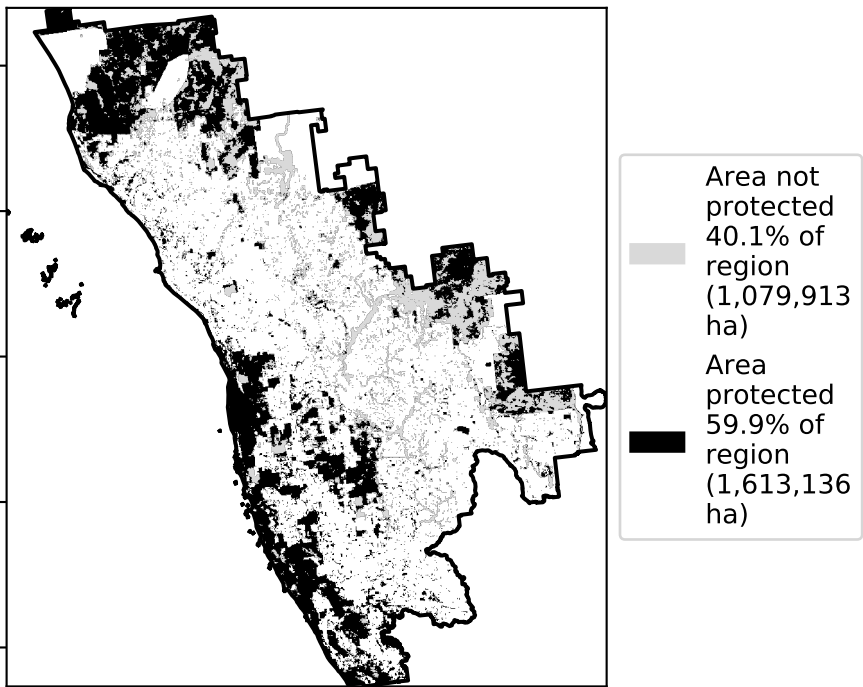 Area not
protected
40.1% of
region
(1,079,913
ha)
Area
protected
59.9% of
region
(1,613,136
ha)